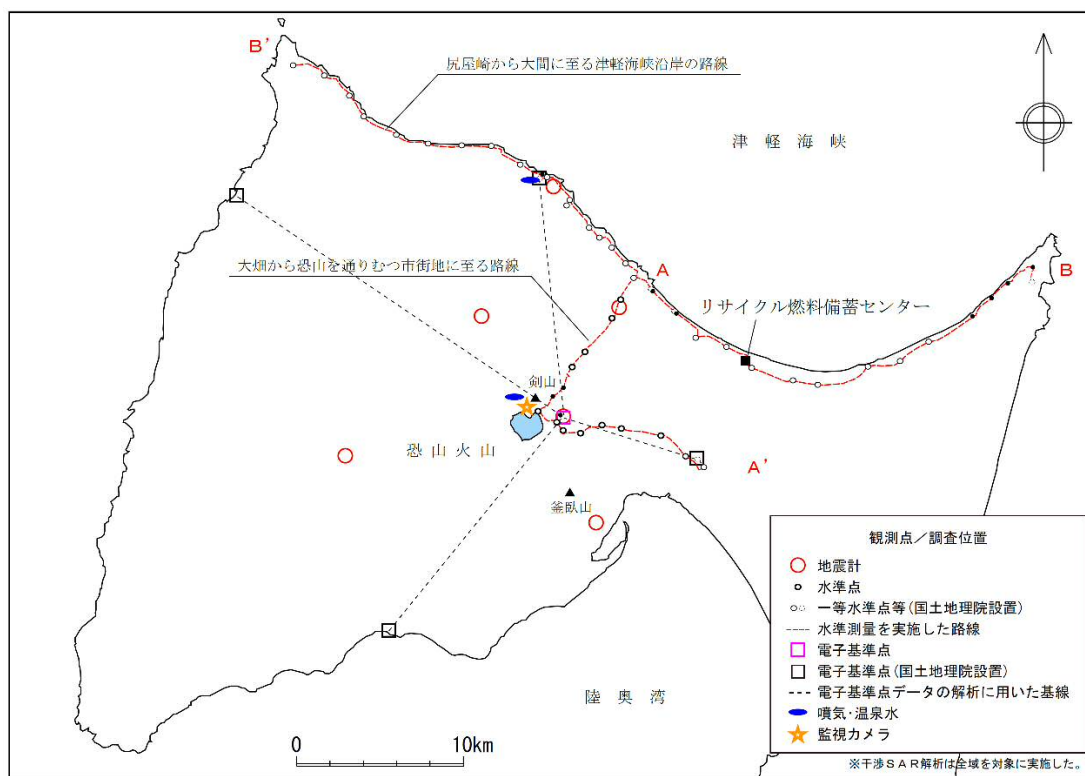 B’
尻屋崎から大間に至る津軽海峡沿岸の路線
津軽海峡
大畑から恐山を通りむつ市街地に至る路線
A
B
リサイクル燃料備蓄センター
剣山
恐山火山
A’
釜臥山
陸奥湾
0 10km
観測点/調査位置
地震計
水準点
一等水準点等(国土地理院設置)
水準測量を実施した路線
電子基準点
電子基準点(国土地理院設置)
電子基準点データの解析に用いた基線
噴気・温泉水
監視カメラ
※干渉SAR解析は全域を対象に実施した。